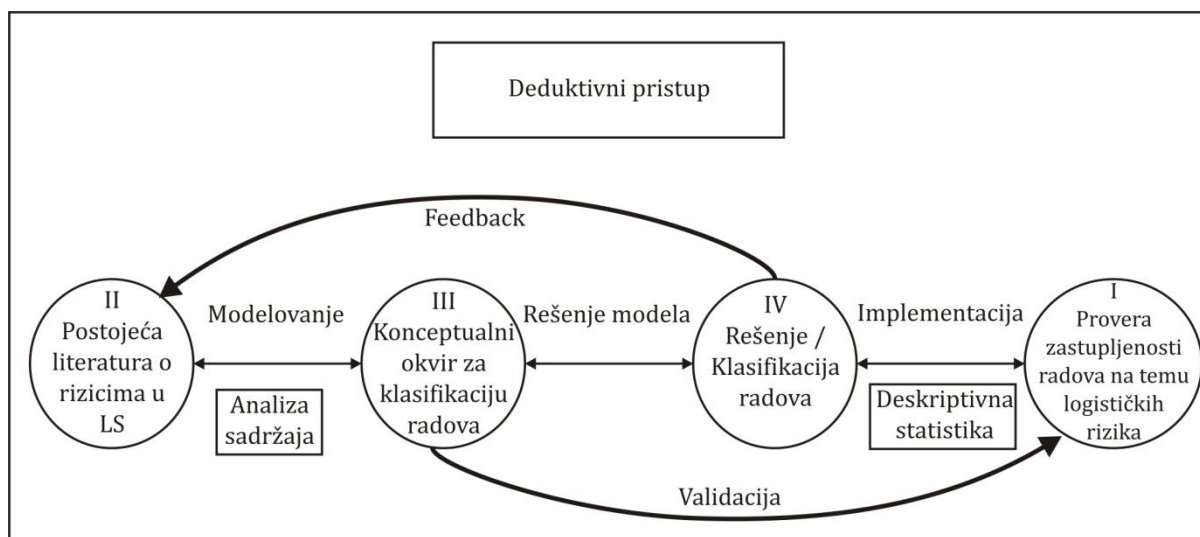 Deduktivni pristup
Feedback
II
Postojeća
literatura o
rizicima u
LS
Modelovanje
Analiza
sadržaja
III
Konceptualni
okvir za
klasifikaciju
radova
Rešenje modela
IV
Rešenje /
Klasifikacija
radova
Implementacija
Deskriptivna
statistika
I
Provera
zastupljenosti
radova na temu
logističkih
rizika
Validacija